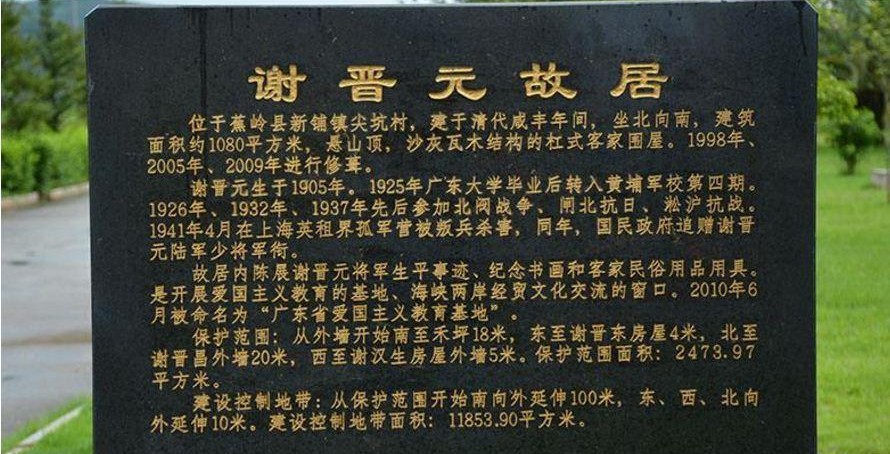 谢晋元故居
位于蕉岭县新铺镇尖坑村，建于清代咸丰年间，坐北向南，建筑
面积约1080平方米，悬山顶，沙灰瓦木结构的杠式客家围屋。1998年、
2005年、2009年进行修葺。
谢晋元生于1905年。1925年广东大学毕业后转入黄埔军校第四期。
1926年、1932年、1937年先后参加北阀战争、闸北抗日、淞沪抗战。
1941年4月在上海英租界孤军营被叛兵杀害，同年，国民政府追赠谢晋
元陆军少将军衔。
故居内陈展谢晋元将军生平事迹、纪念书画和客家民俗用品用具。
是开展爱国主义教育的基地、海峡两岸经贸文化交流的窗口。2010年6
月被命名为“广东省爱国主义教育基地”。
保护范围：从外墙开始南至禾坪18米，东至谢晋东房屋4米，北至
谢晋昌外墙20米，西至谢汉生房屋外墙5米。保护范围面积：2473.97
平方米。
建设控制地带：从保护范围开始南向外延伸100米，东、西、北向
外延伸10米。建设控制地带面积：11853.90平方米。